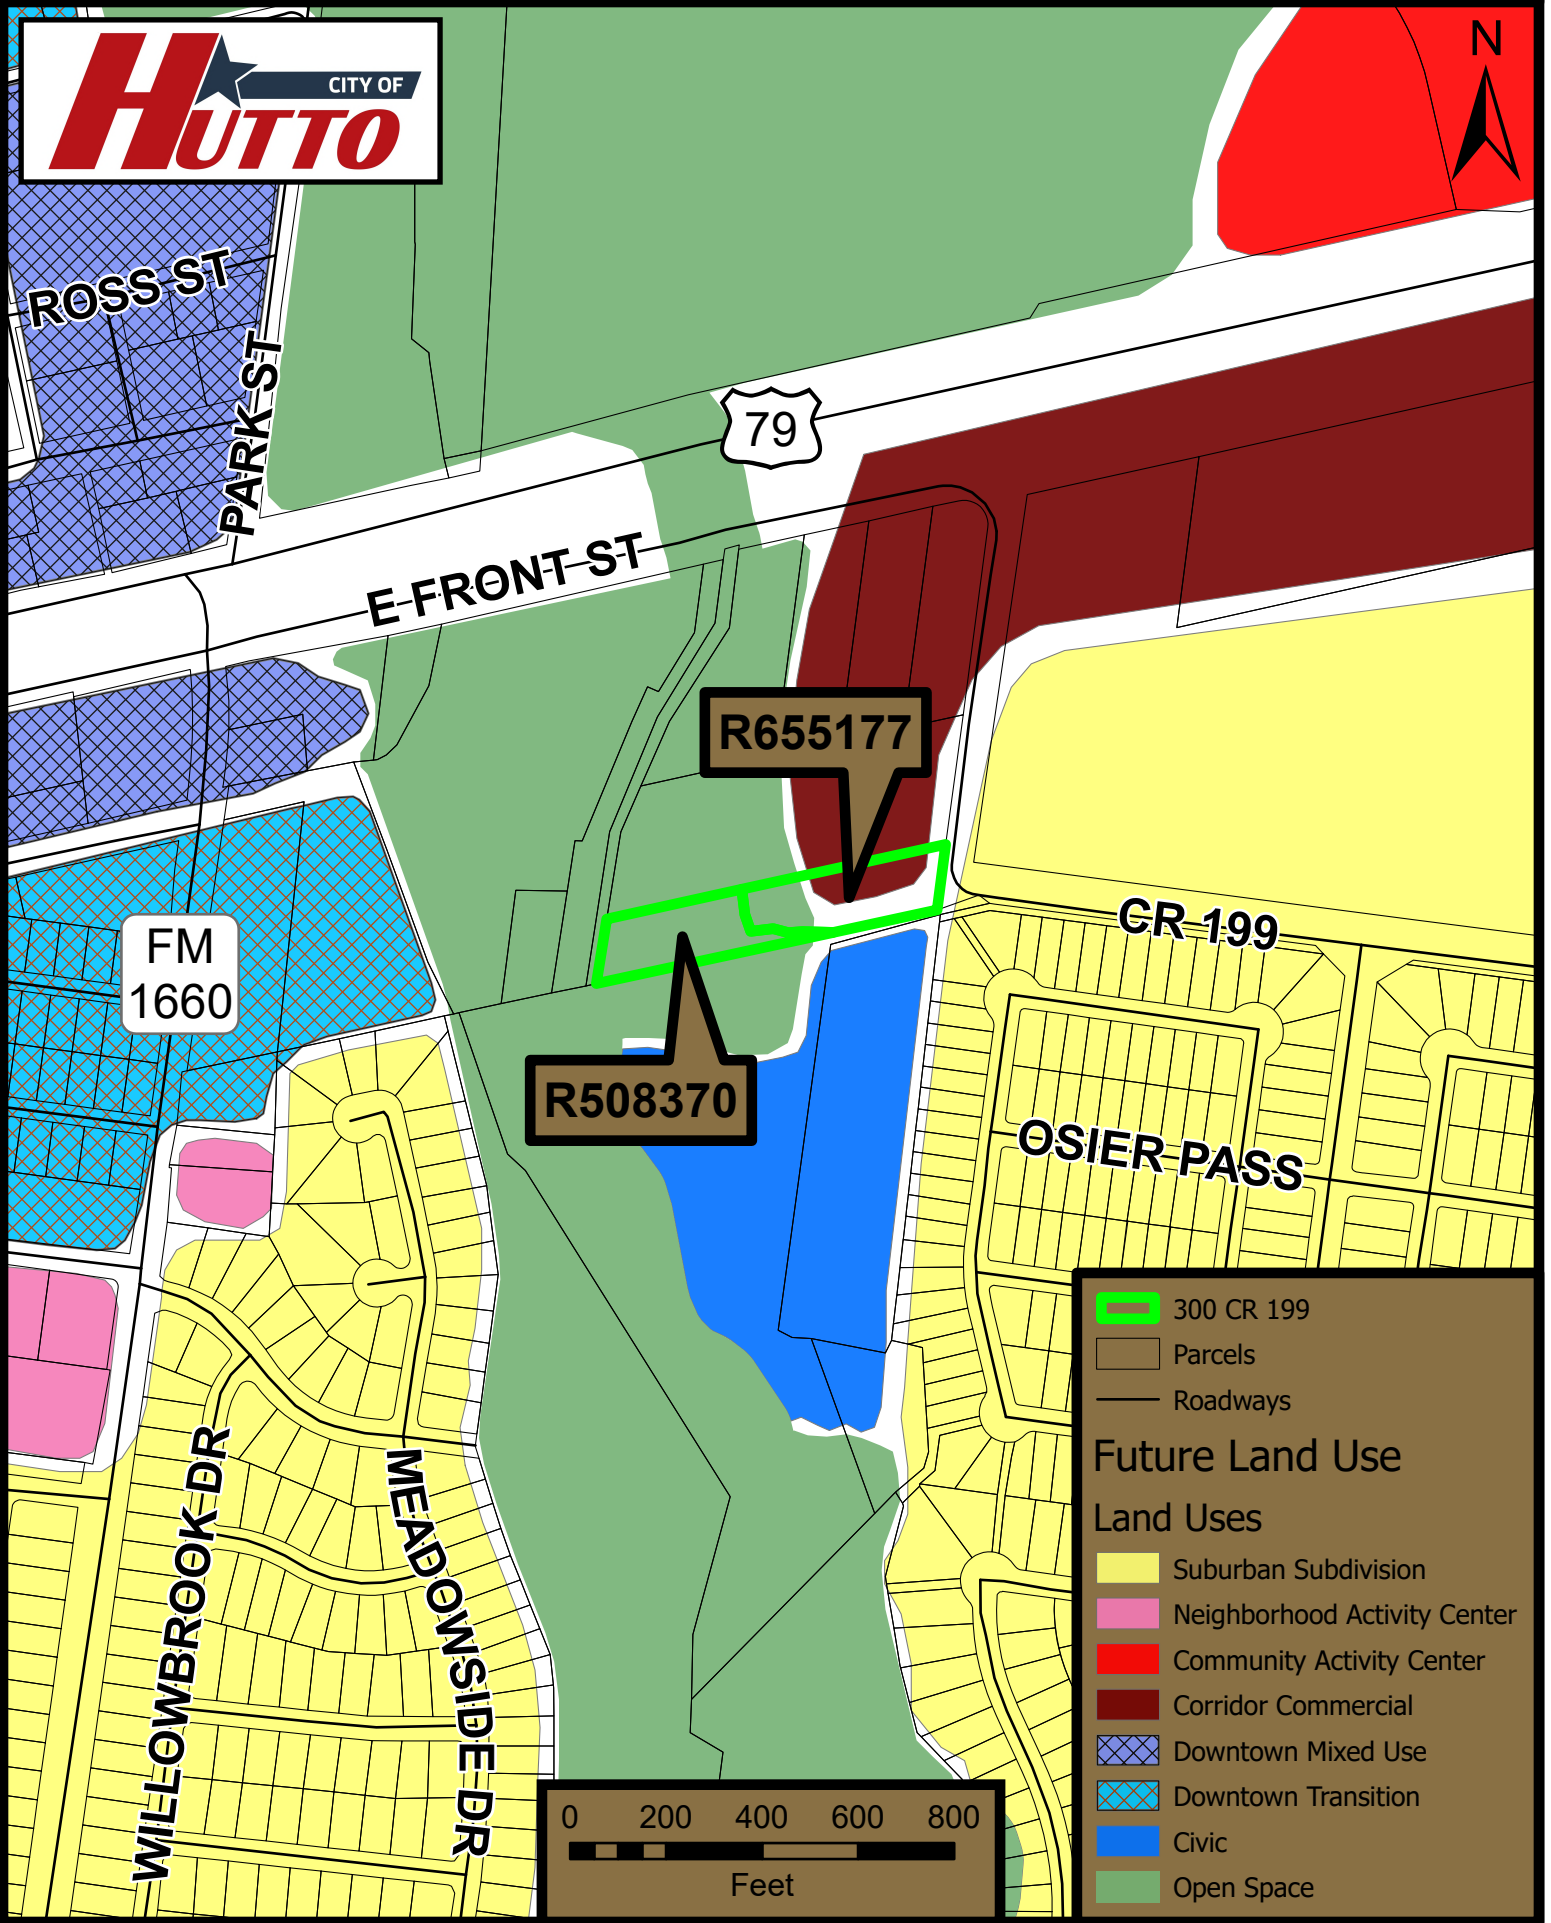 CITY OF
HUTTO
N
ROSS ST
PARK ST
79
E FRONT ST
R655177
CR 199
FM
1660
R508370
OSIER PASS
WILLOWBROOK DR
MEADOWSIDE DR
300 CR 199
Parcels
Roadways
Future Land Use
Land Uses
Suburban Subdivision
Neighborhood Activity Center
Community Activity Center
Corridor Commercial
Downtown Mixed Use
Downtown Transition
Civic
Open Space
0 200 400 600 800
Feet